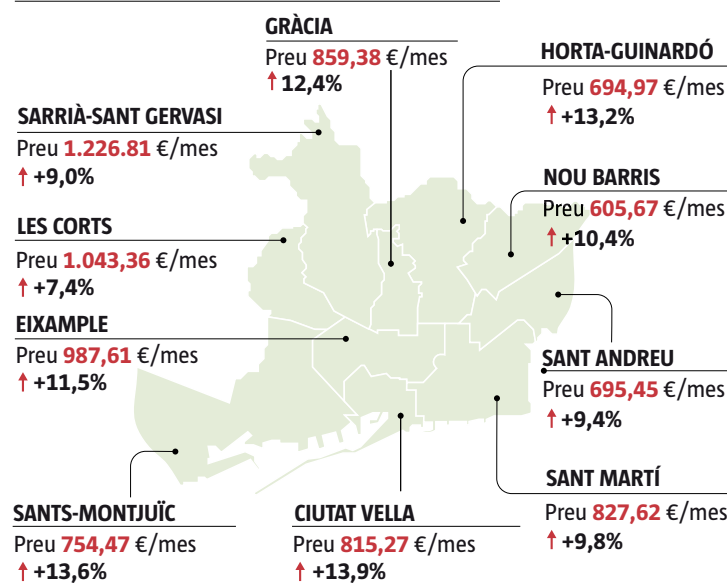 GRÀCIA
Preu 859,38 €/mes
↑ 12,4%
HORTA-GUINARDÓ
Preu 694,97 €/mes
↑ +13,2%
SARRIÀ-SANT GERVASI
Preu 1.226.81 €/mes
↑ +9,0%
NOU BARRIS
Preu 605,67 €/mes
↑ +10,4%
LES CORTS
Preu 1.043,36 €/mes
↑ +7,4%
EIXAMPLE
Preu 987,61 €/mes
↑ +11,5%
SANT ANDREU
Preu 695,45 €/mes
↑ +9,4%
SANT MARTÍ
Preu 827,62 €/mes
↑ +9,8%
SANTS-MONTJUÏC
Preu 754,47 €/mes
↑ +13,6%
CIUTAT VELLA
Preu 815,27 €/mes
↑ +13,9%